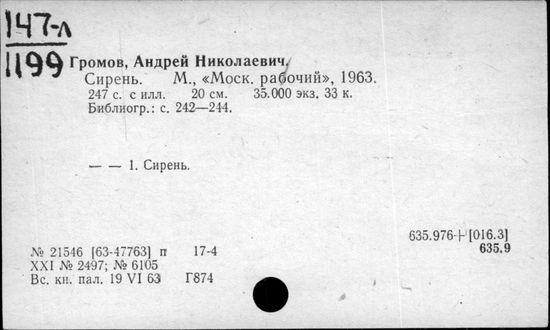 147-л
1199
Громов, Андрей Николаевич.
Сирень. М., «Моск. рабочий», 1963.
247 с. с илл. 20 см. 35.000 экз. 33 к.
Библиогр.: с. 242—244.
— — 1. Сирень.
635.976+[016.3]
635.9
№ 21546 [63-47763] п 17-4
XXI № 2497; № 6105
Вс. кн. пал. 19 VI 63 Г874